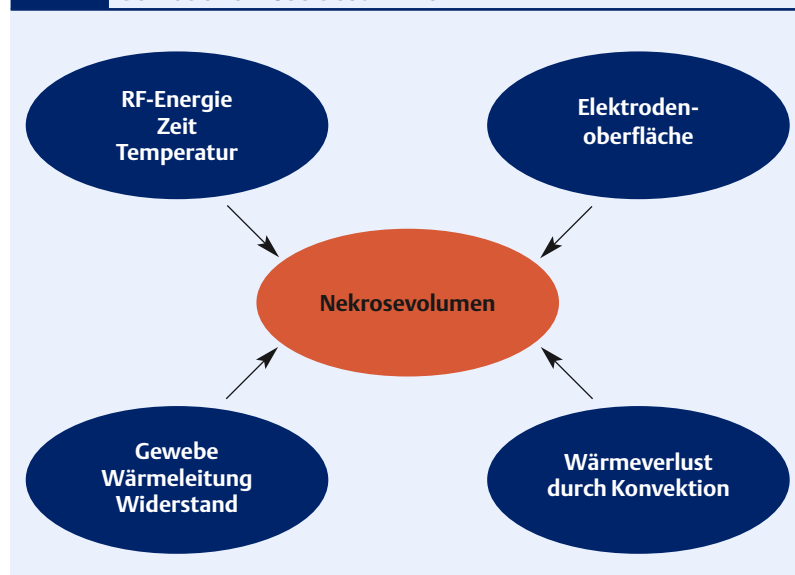 RF-Energie
Zeit
Temperatur
Elektroden-
oberfläche
Nekrosevolumen
Gewebe
Wärmeleitung
Widerstand
Wärmeverlust
durch Konvektion